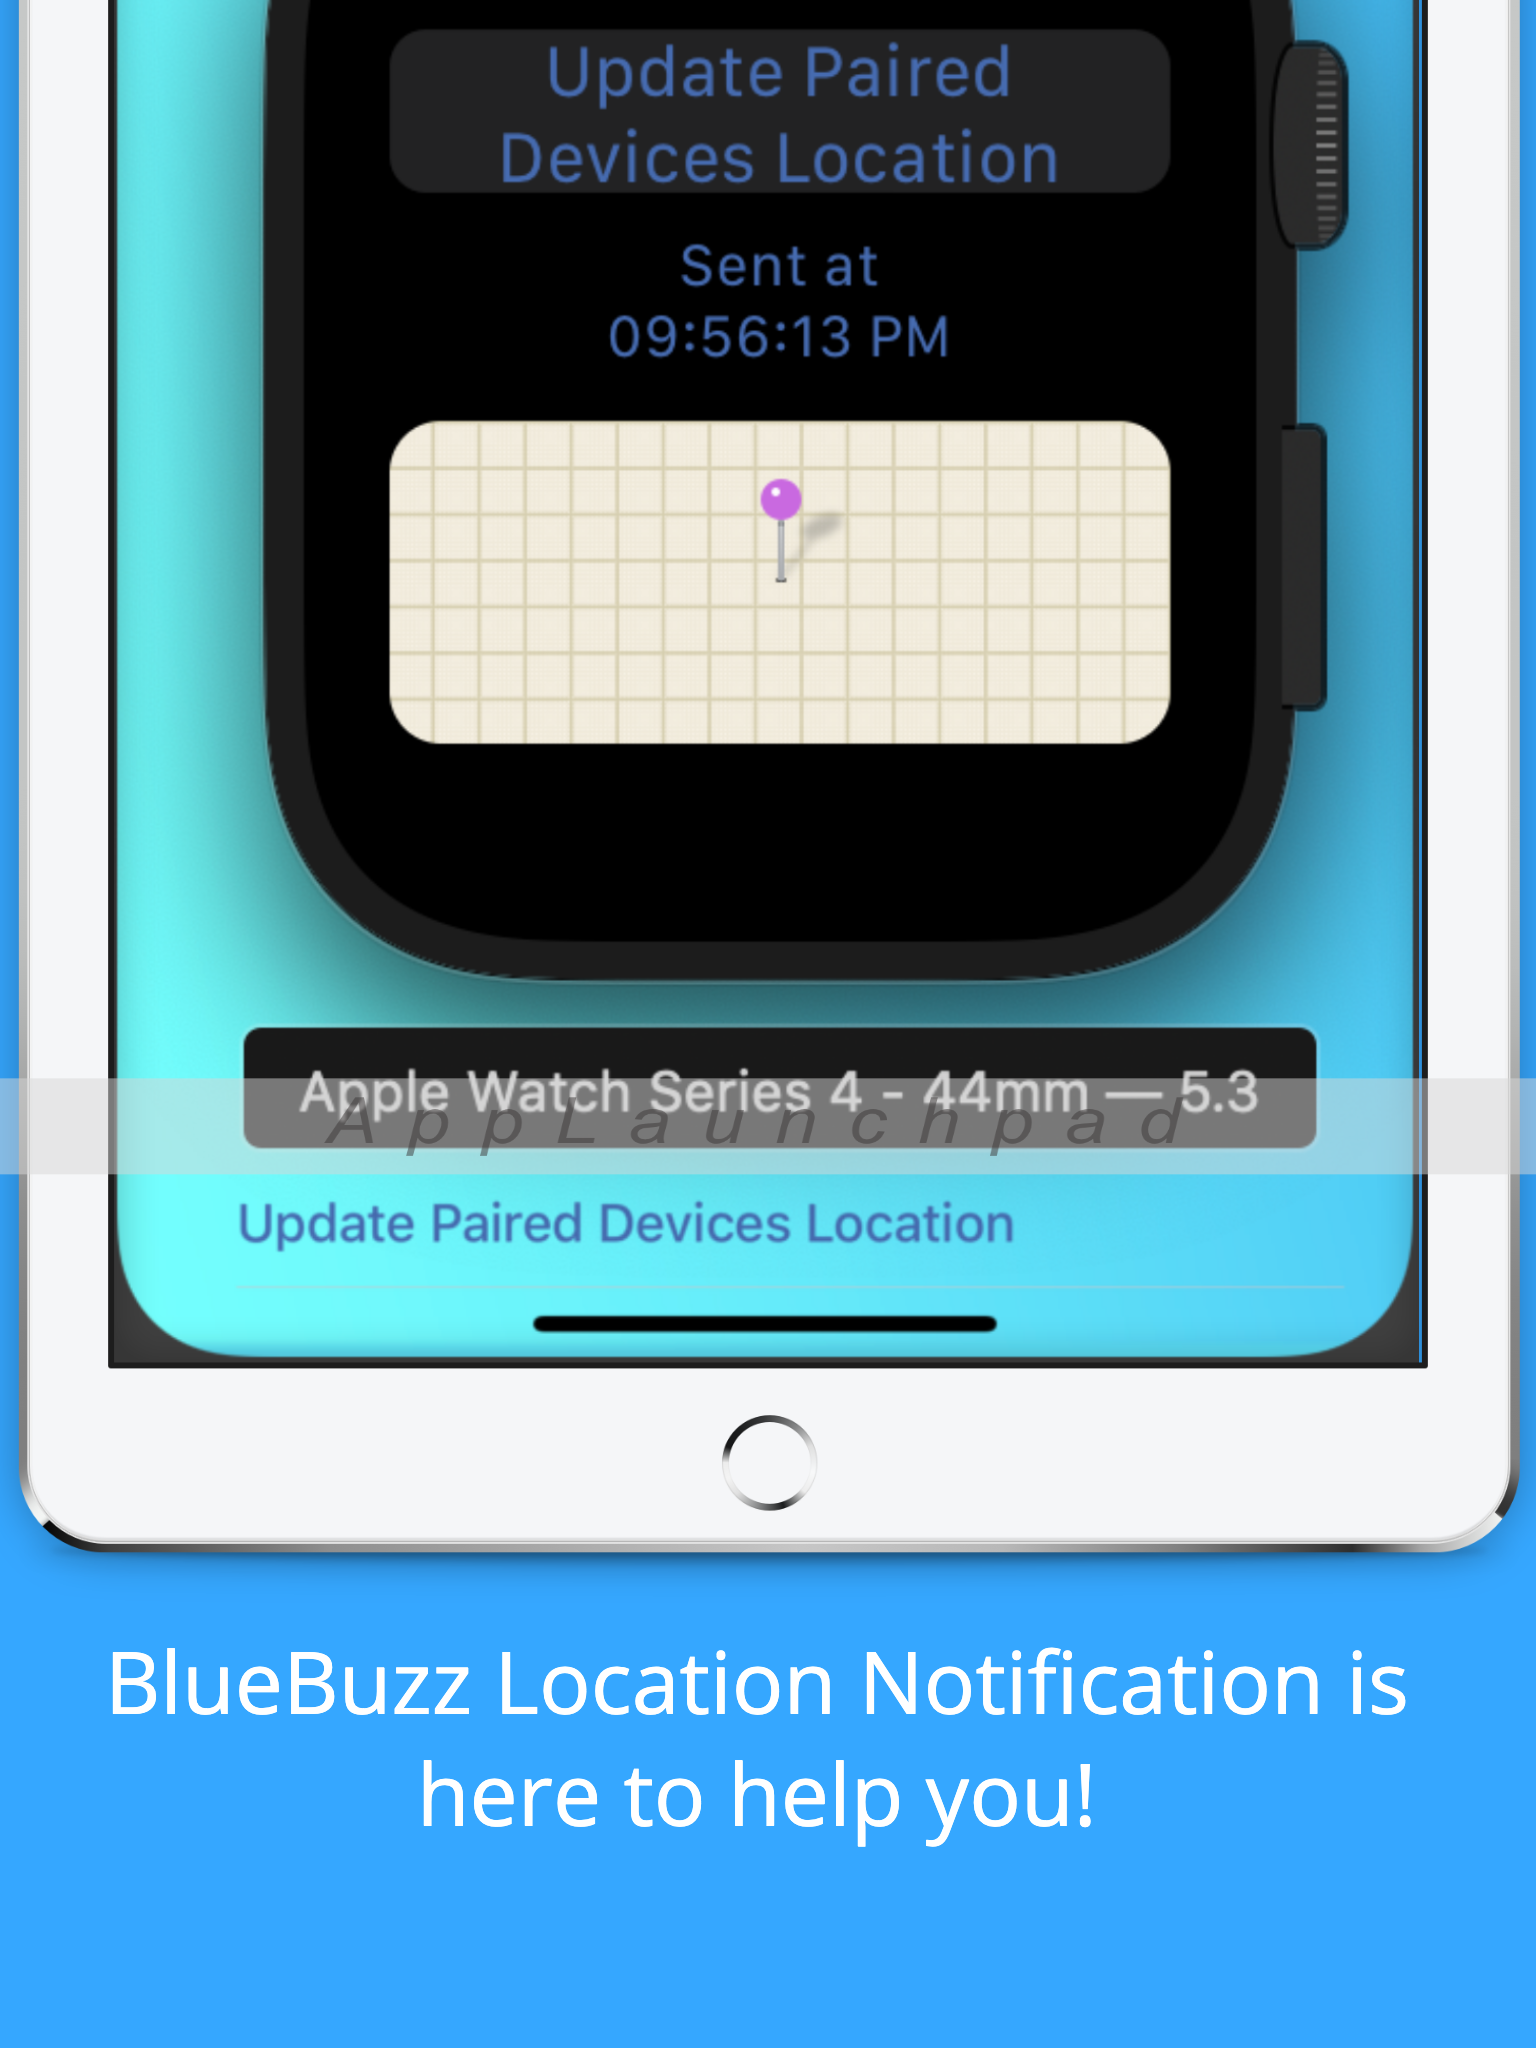 Update Paired
Devices Location
Sent at
09:56:13 PM
Apple Watch Series 4 - 44mm — 5.3
AppLaunchpad
Update Paired Devices Location
BlueBuzz Location Notification is
here to help you!